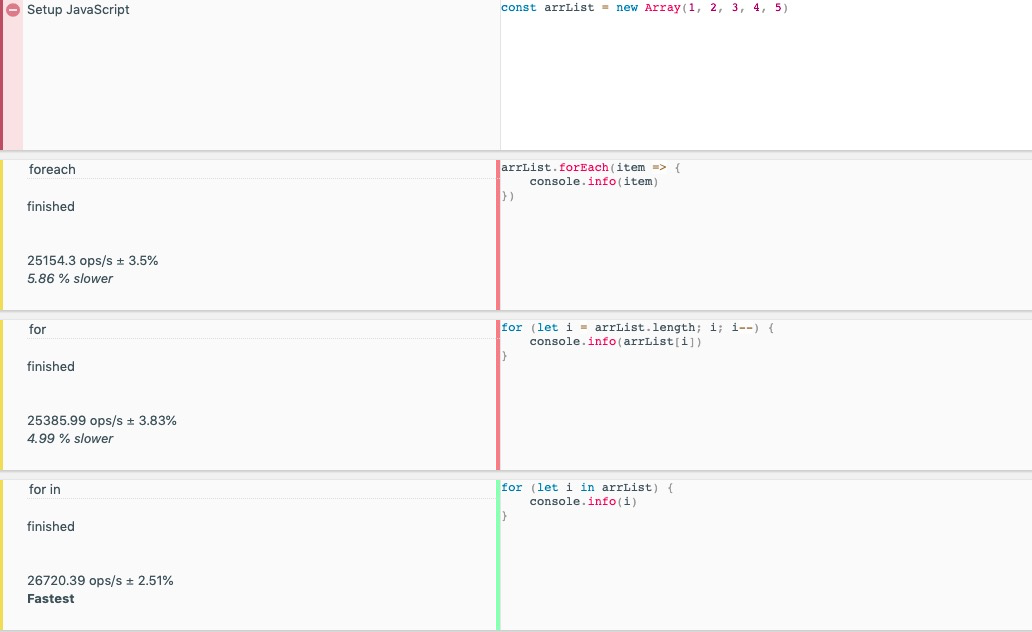 Setup JavaScript
const arrList = new Array(1, 2, 3, 4, 5)
foreach
finished
25154.3 ops/s ± 3.5%
5.86 % slower
arrList.forEach(item => {
    console.info(item)
})
for
finished
25385.99 ops/s ± 3.83%
4.99 % slower
for (let i = arrList.length; i; i--) {
    console.info(arrList[i])
}
for in
finished
26720.39 ops/s ± 2.51%
Fastest
for (let i in arrList) {
    console.info(i)
}